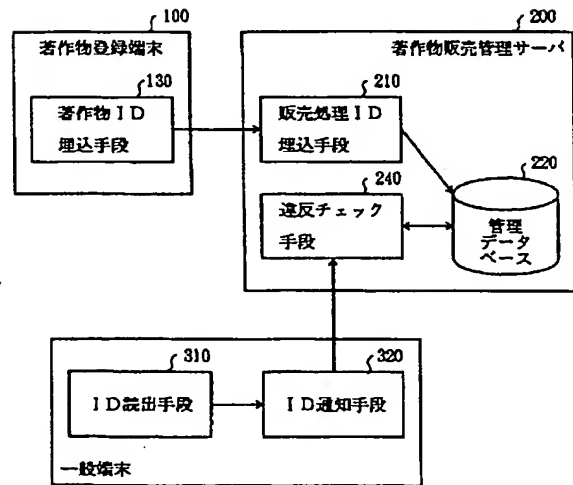 100
著作物登録端末
130
著作物ID
埋込手段
200
著作物販売管理サーバ
210
販売処理ID
埋込手段
220
管理
データ
ベース
240
違反チェック
手段
310
ID読出手段
320
ID通知手段
一般端末